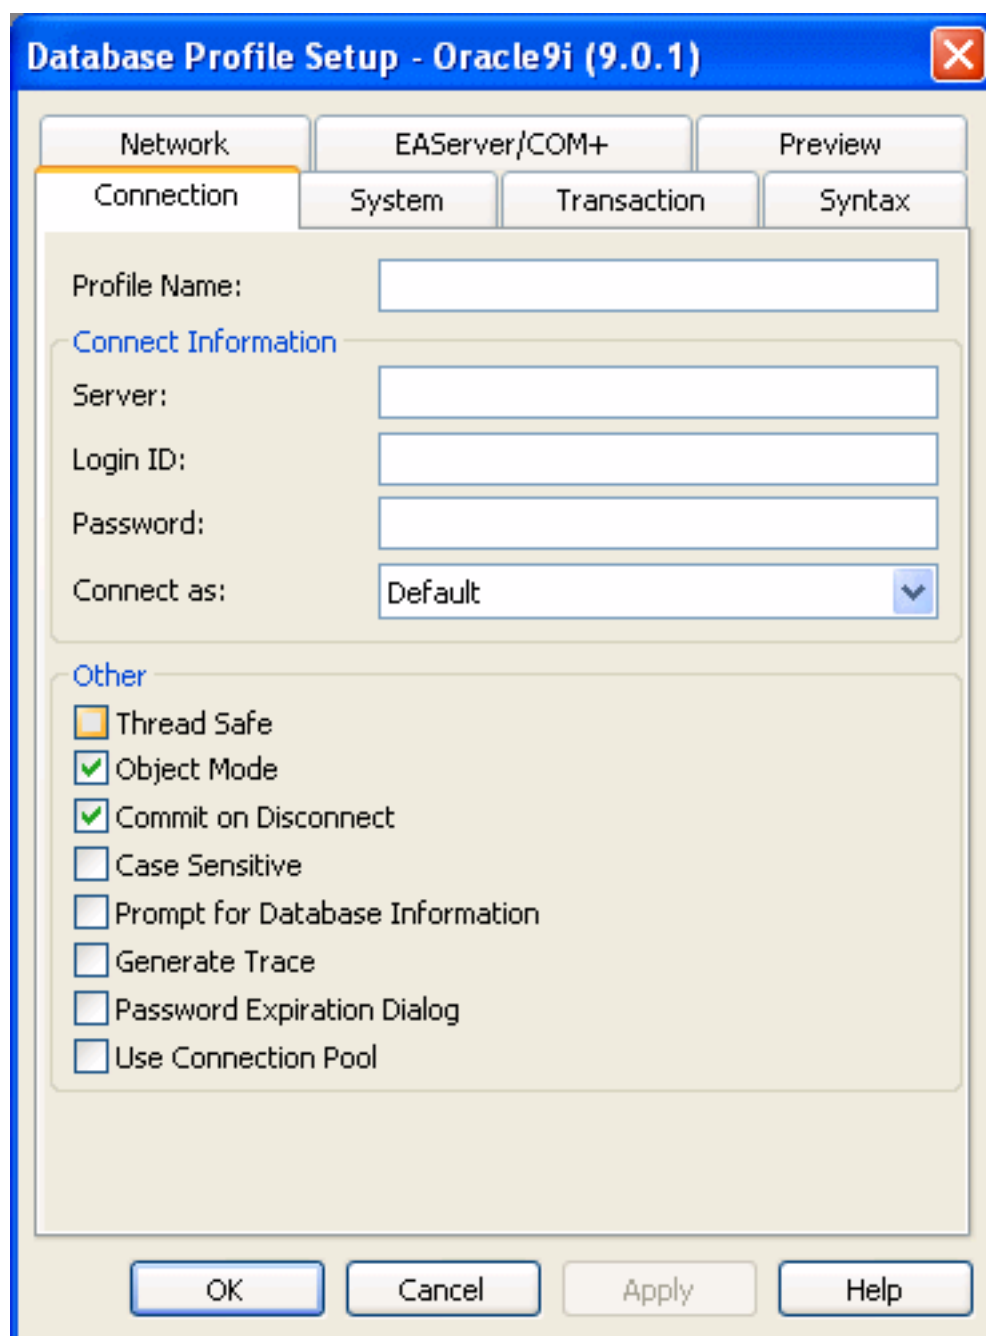 Database Profile Setup - Oracle9i (9.0.1)
Network EAServer/COM+ Preview
Connection System Transaction Syntax
Profile Name:
Connect Information
Server:
Login ID:
Password:
Connect as: Default
Other
Thread Safe
Object Mode
Commit on Disconnect
Case Sensitive
Prompt for Database Information
Generate Trace
Password Expiration Dialog
Use Connection Pool
OK Cancel Apply Help